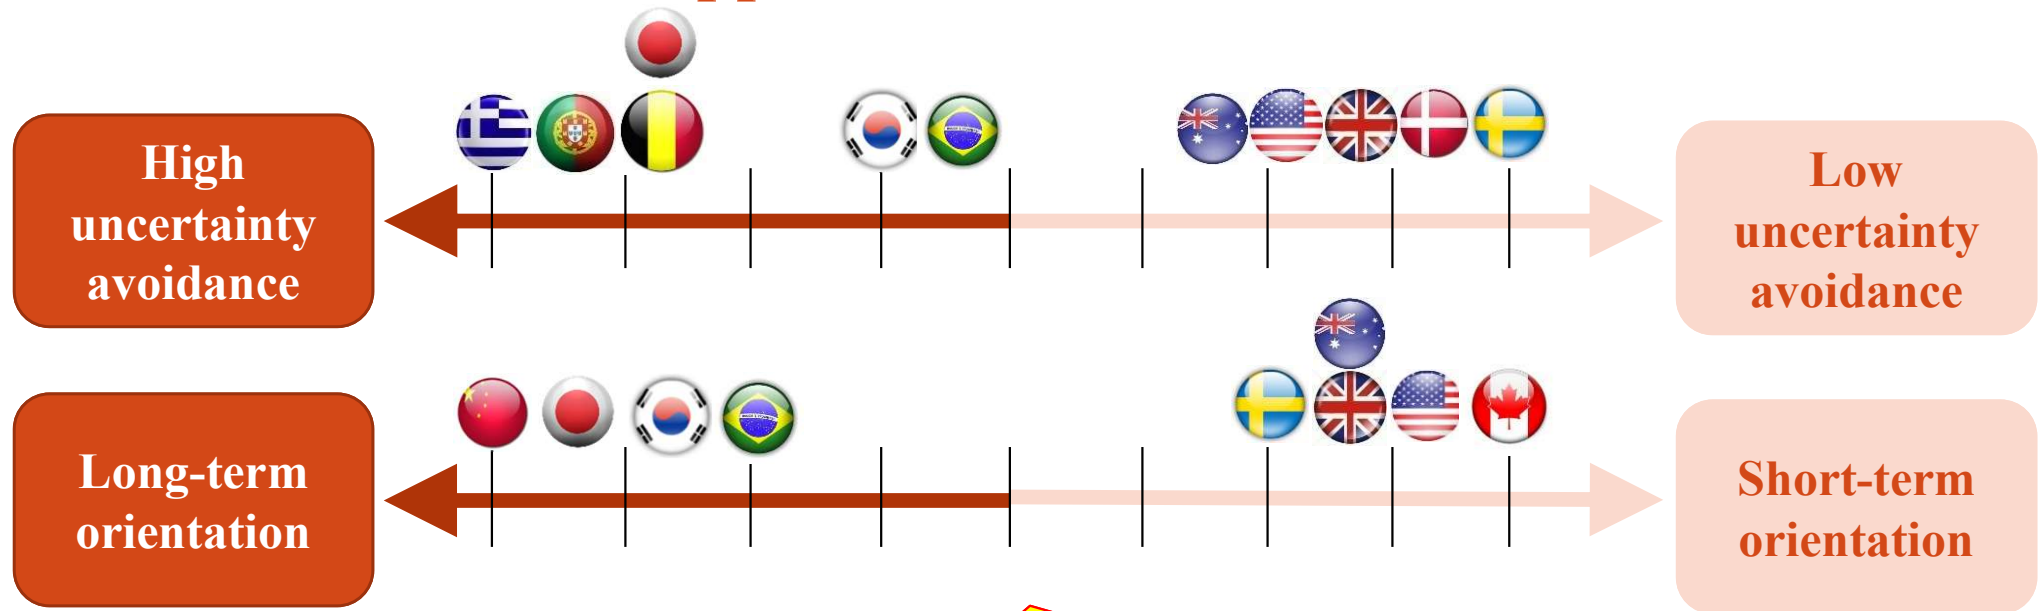 High
uncertainty
avoidance
Low
uncertainty
avoidance
Long-term
orientation
Short-term
orientation